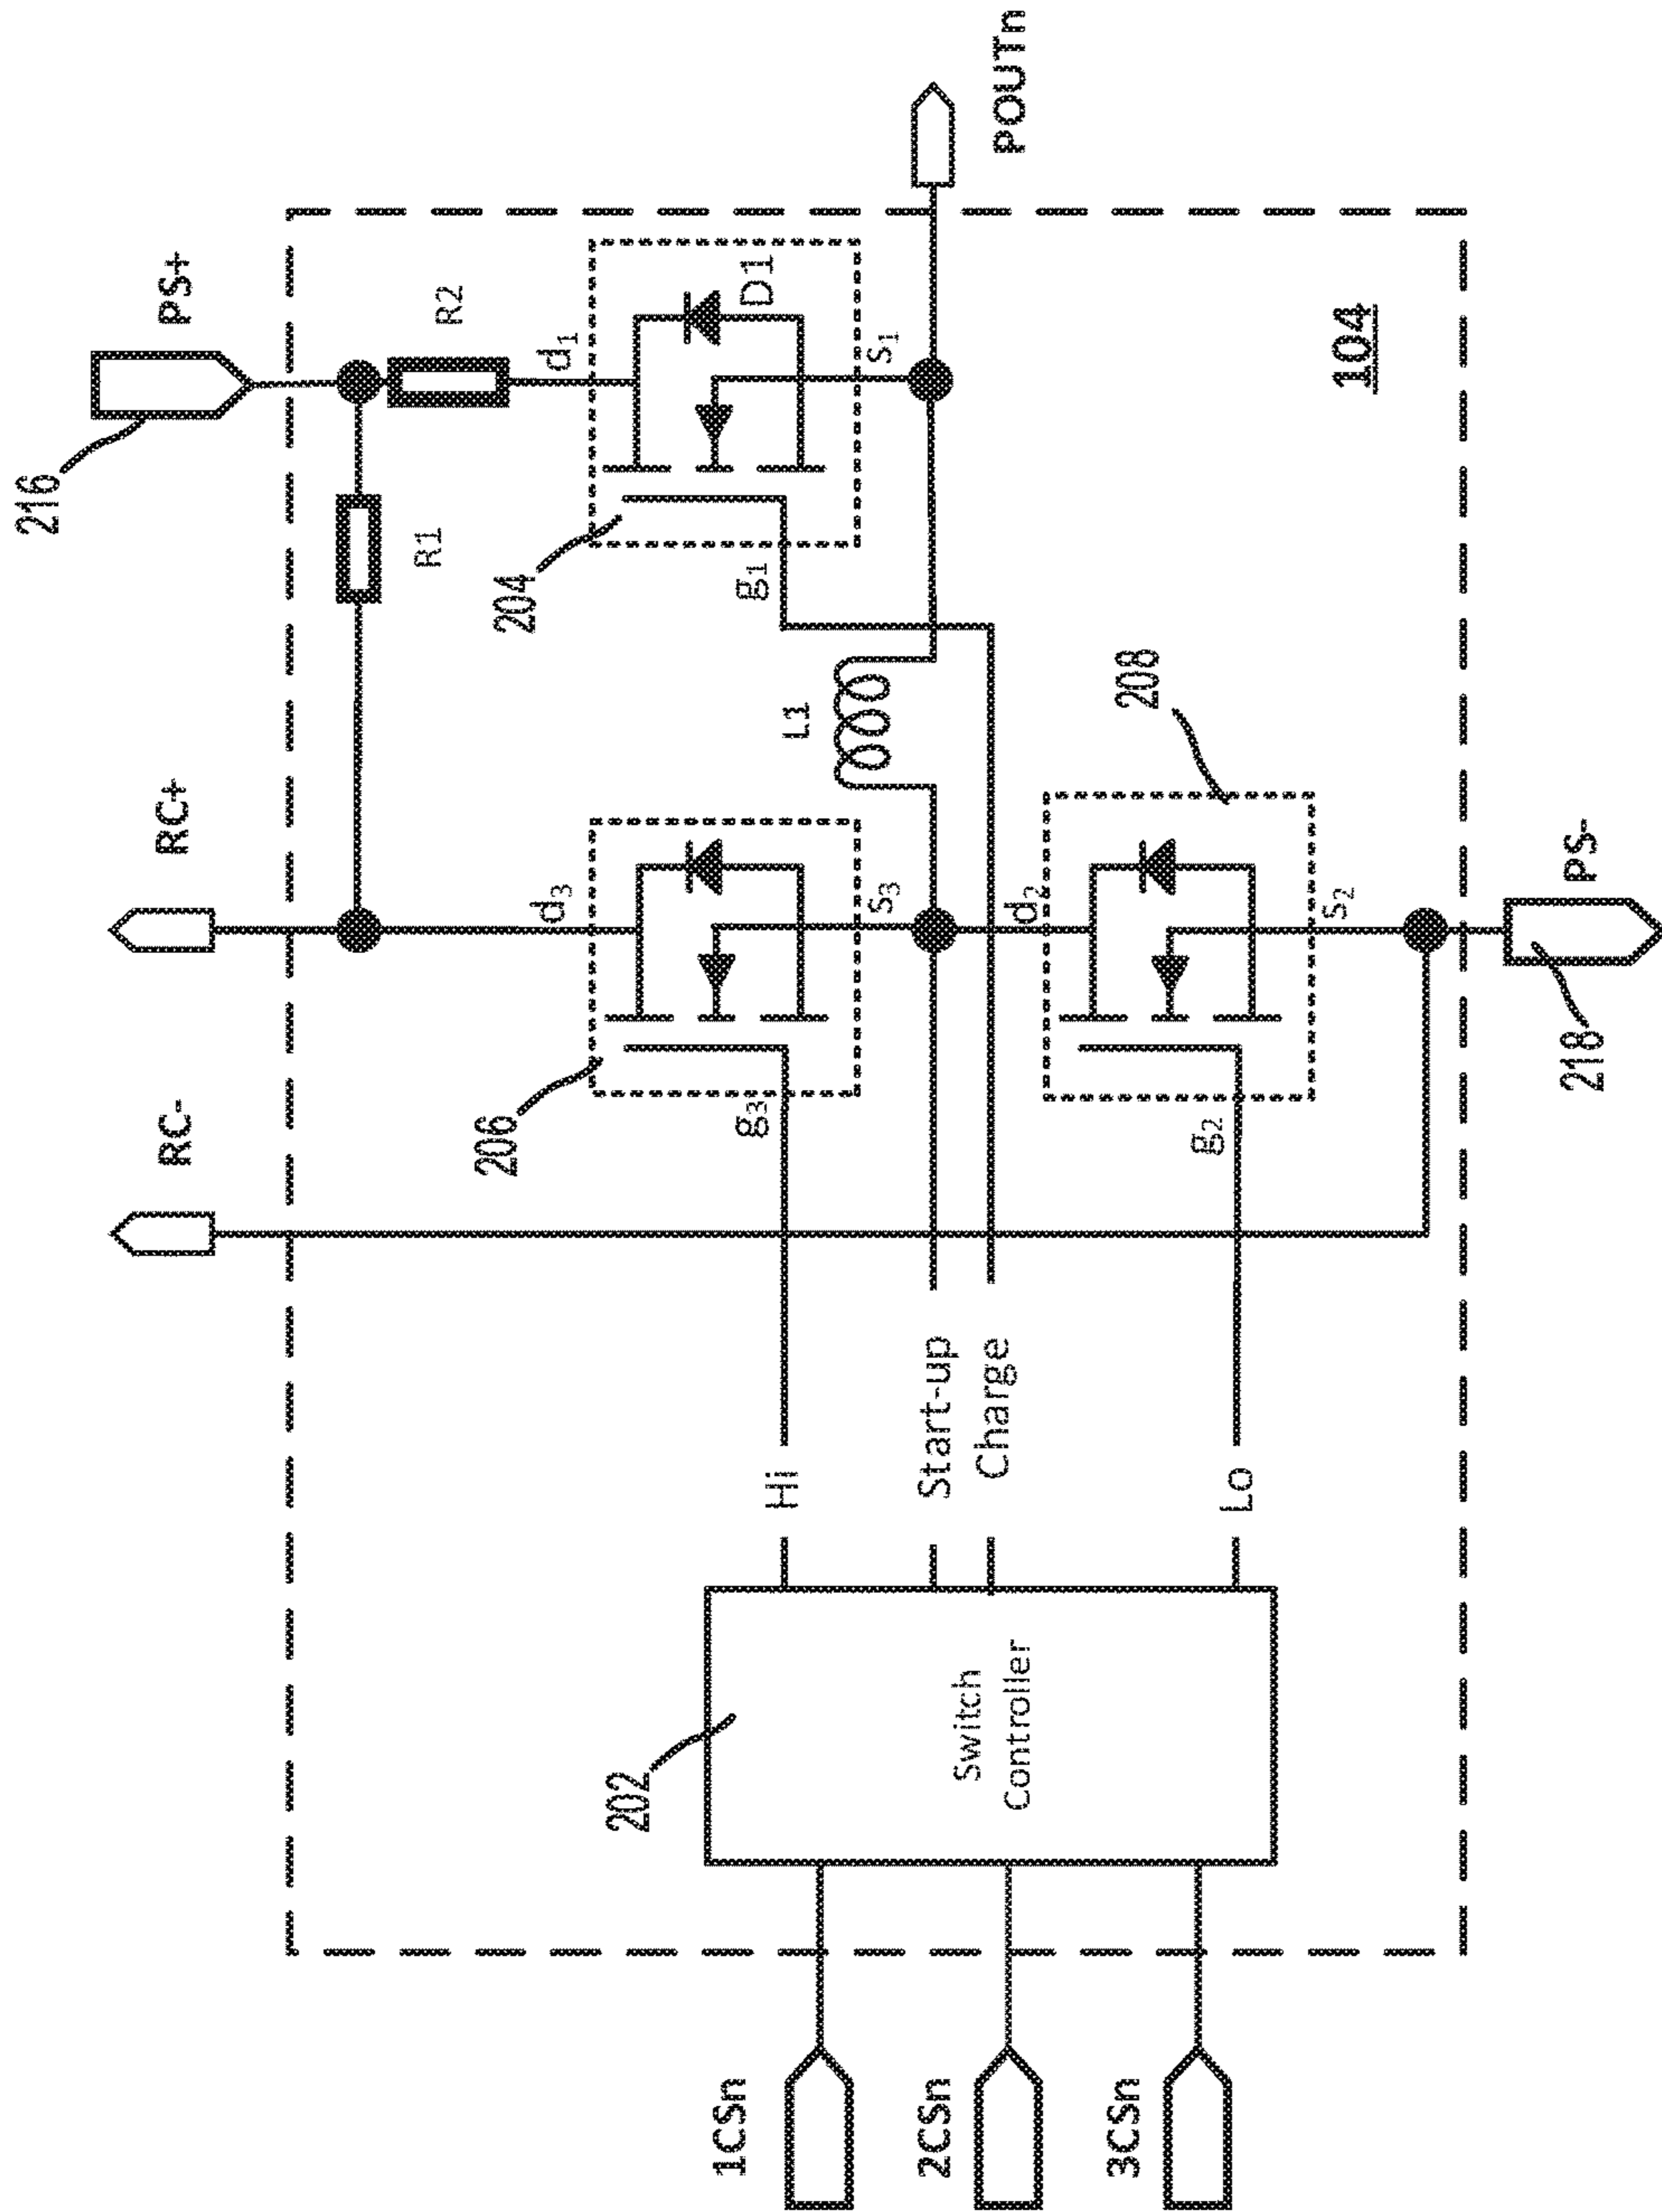 RC-
RC+
PS+
216
R1
R2
206
g₃
d₃
s₃
204
g₁
d₁
D1
s₁
L1
POUTn
1CSn
2CSn
3CSn
202
Switch
Controller
Hi
Start-up
Charge
Lo
g₂
d₂
s₂
208
104
218
PS-